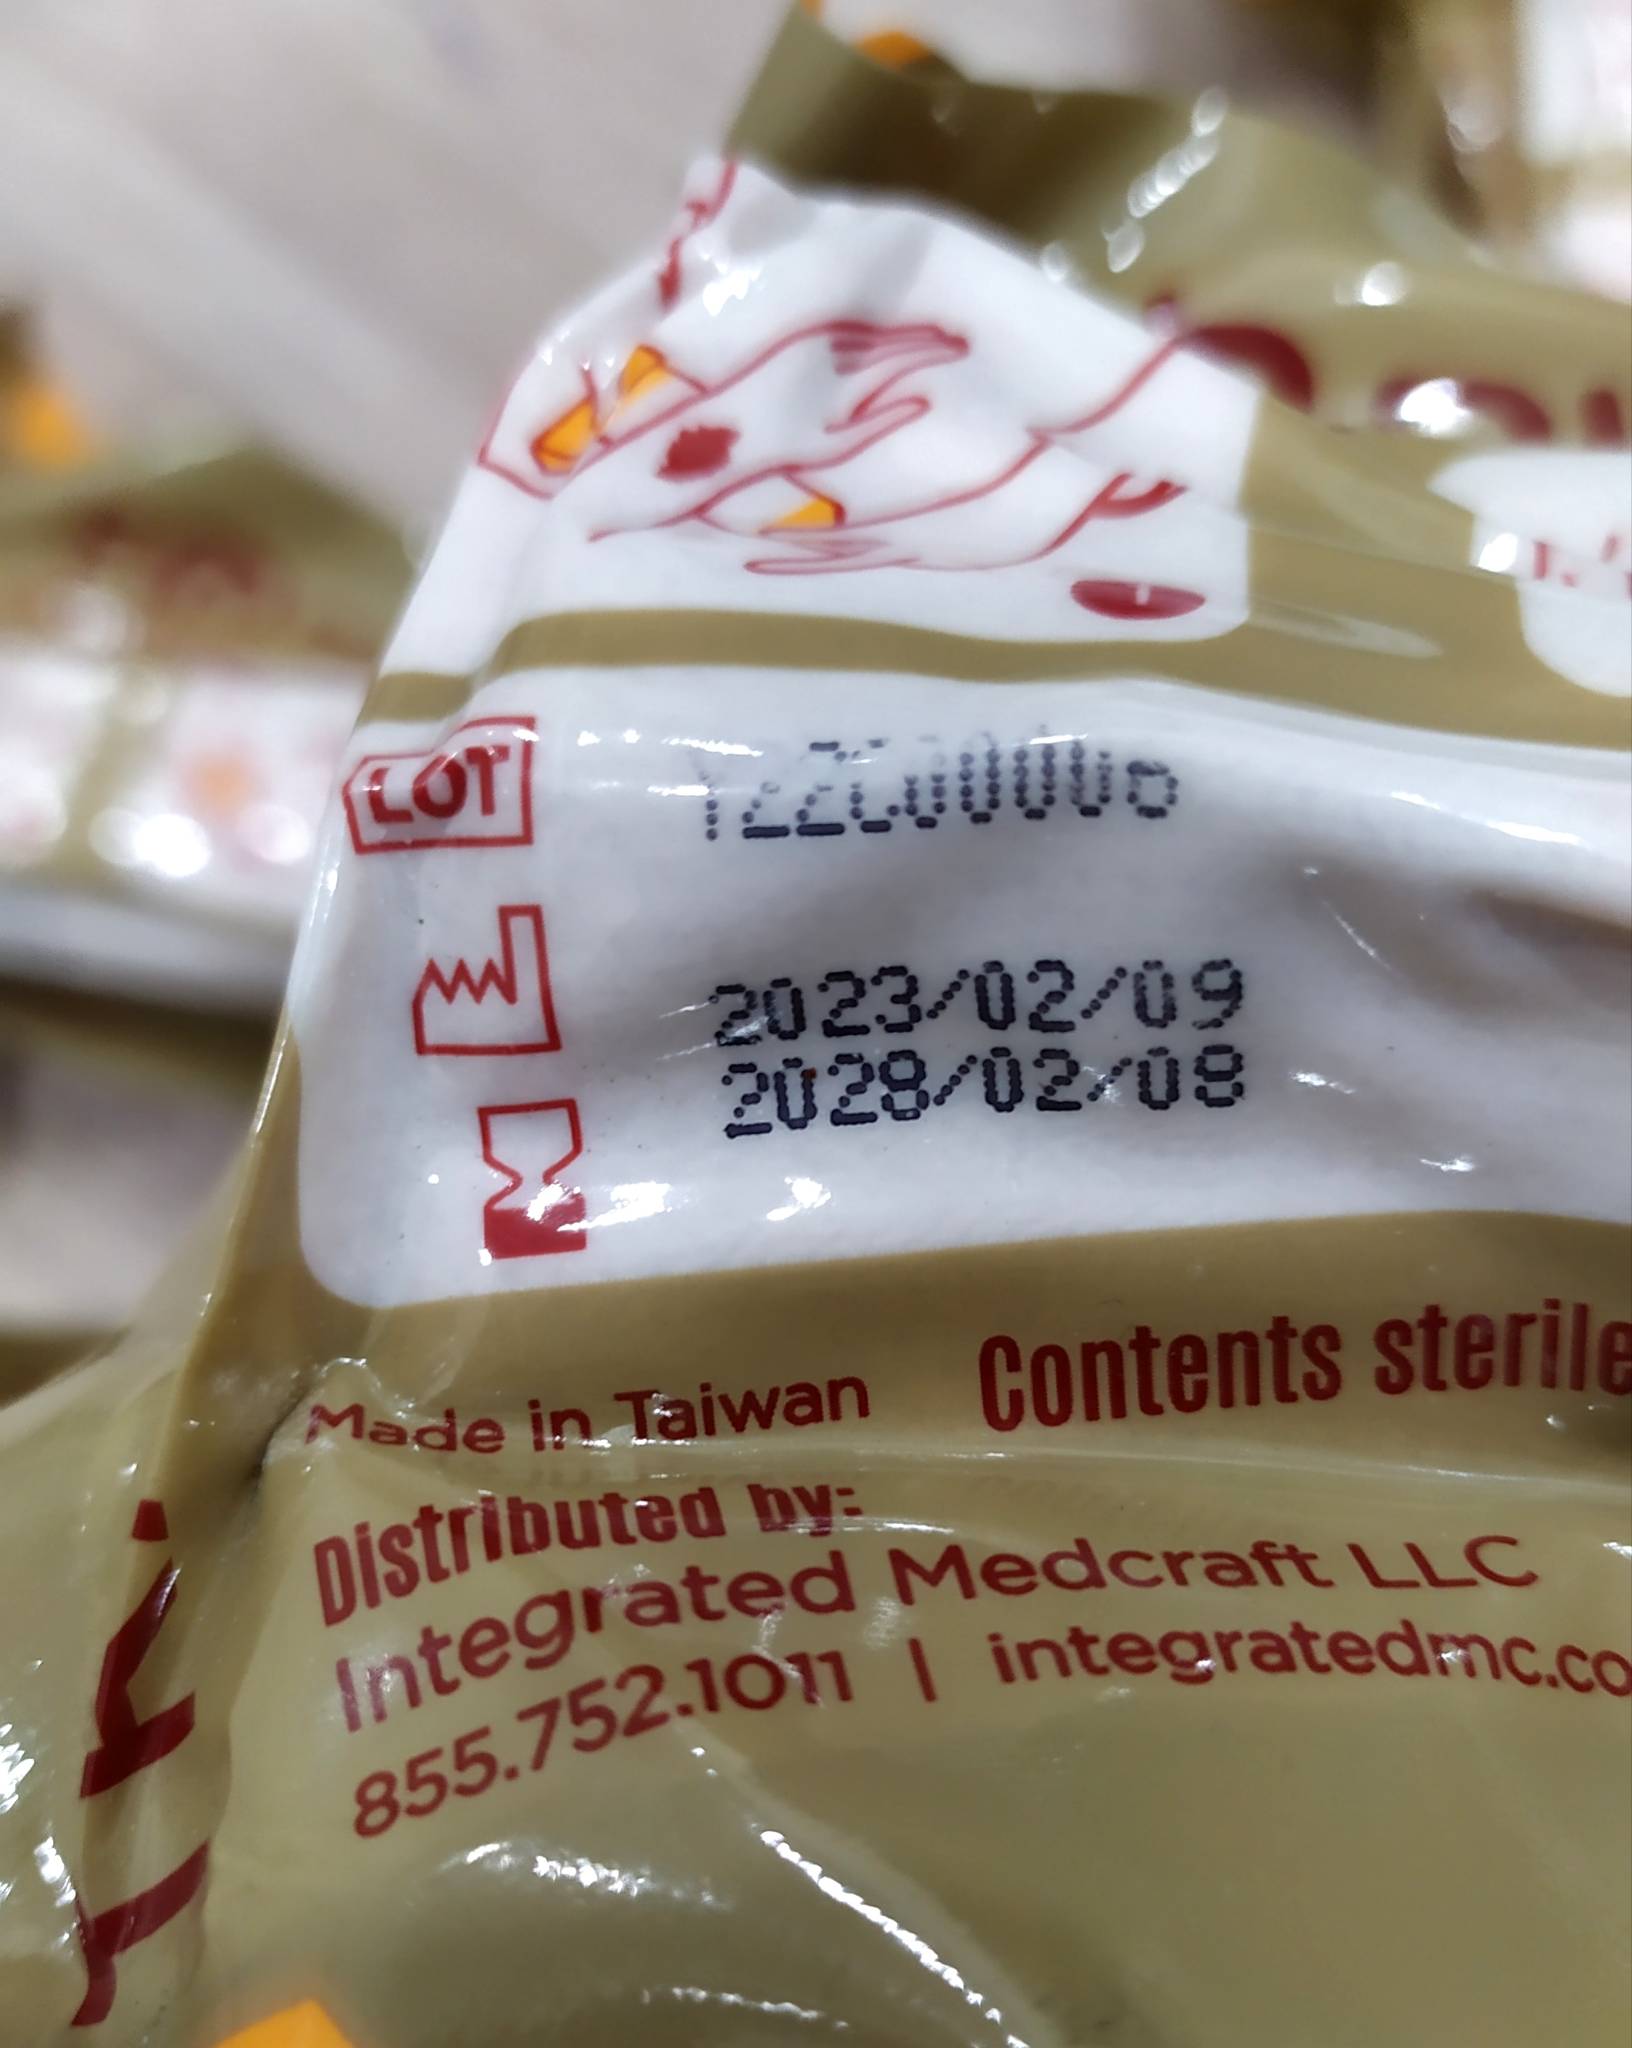 LOT
2023/02/09
2028/02/08
Made in Taiwan
Contents sterile
Distributed by:
Integrated Medcraft LLC
855.752.1011 | integratedmc.co